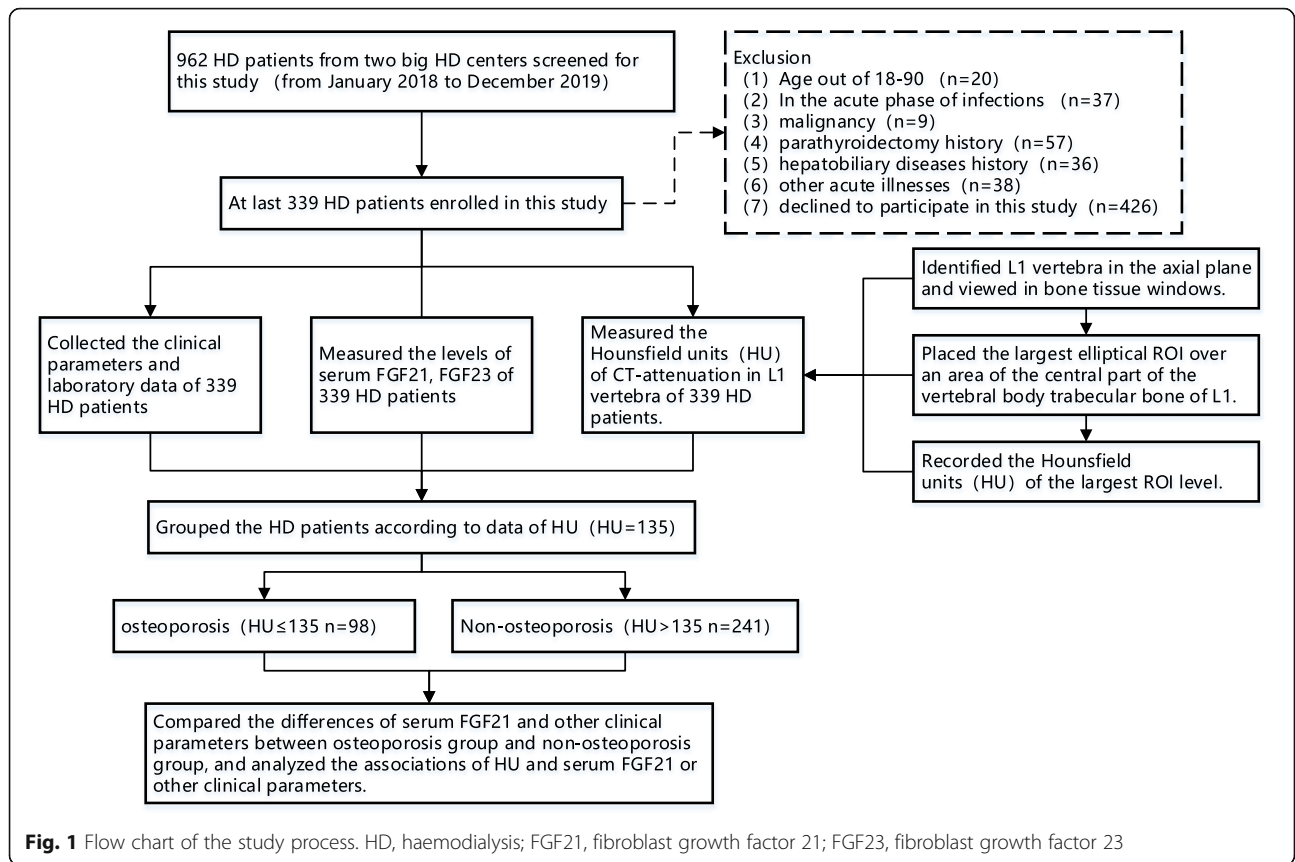 962 HD patients from two big HD centers screened for
this study （from January 2018 to December 2019）
Exclusion
(1) Age out of 18-90 （n=20）
(2) In the acute phase of infections （n=37）
(3) malignancy（n=9）
(4) parathyroidectomy history（n=57）
(5) hepatobiliary diseases history（n=36）
(6) other acute illnesses（n=38）
(7) declined to participate in this study（n=426）
At last 339 HD patients enrolled in this study
Identified L1 vertebra in the axial plane
and viewed in bone tissue windows.
Collected the clinical
parameters and
laboratory data of 339
HD patients
Measured the levels of
serum FGF21, FGF23 of
339 HD patients
Measured the
Hounsfield units（HU）
of CT-attenuation in L1
vertebra of 339 HD
patients.
Placed the largest elliptical ROI over
an area of the central part of the
vertebral body trabecular bone of L1.
Recorded the Hounsfield
units（HU）of the largest ROI level.
Grouped the HD patients according to data of HU（HU=135）
osteoporosis（HU≤135 n=98）
Non-osteoporosis（HU>135 n=241）
Compared the differences of serum FGF21 and other clinical
parameters between osteoporosis group and non-osteoporosis
group, and analyzed the associations of HU and serum FGF21 or
other clinical parameters.
Fig. 1 Flow chart of the study process. HD, haemodialysis; FGF21, fibroblast growth factor 21; FGF23, fibroblast growth factor 23